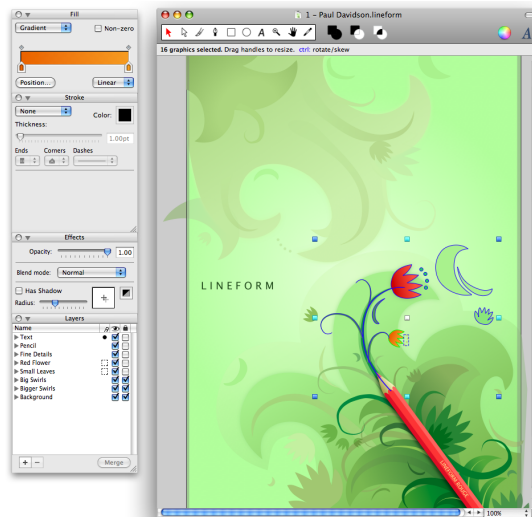 Fill
Gradient
Non-zero
Position...
Linear
Stroke
None
Color:
Thickness:
1.00pt
Ends Corners Dashes
Effects
Opacity: 1.00
Blend mode: Normal
Has Shadow
Radius:
Layers
Name
Text
Pencil
Fine Details
Red Flower
Small Leaves
Big Swirls
Bigger Swirls
Background
+ −
Merge
1 – Paul Davidson.lineform
A
A
16 graphics selected. Drag handles to resize. ctrl: rotate/skew
LINEFORM
LINEFORM ROUGE
100%